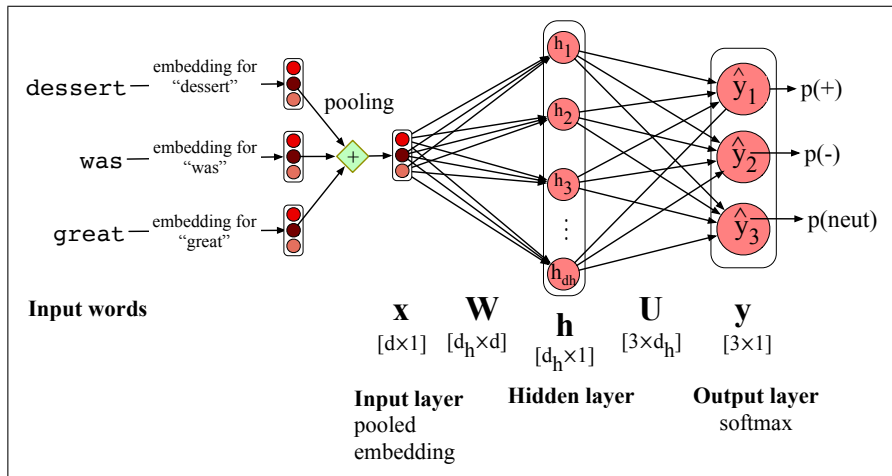 dessert
embedding for
“dessert”
pooling
was
embedding for
“was”
+
great
embedding for
“great”
h1
h2
h3
⋮
hdh
ŷ1
ŷ2
ŷ3
p(+)
p(-)
p(neut)
Input words
x
[d×1]
W
[dh×d]
h
[dh×1]
U
[3×dh]
y
[3×1]
Input layer
pooled
embedding
Hidden layer
Output layer
softmax